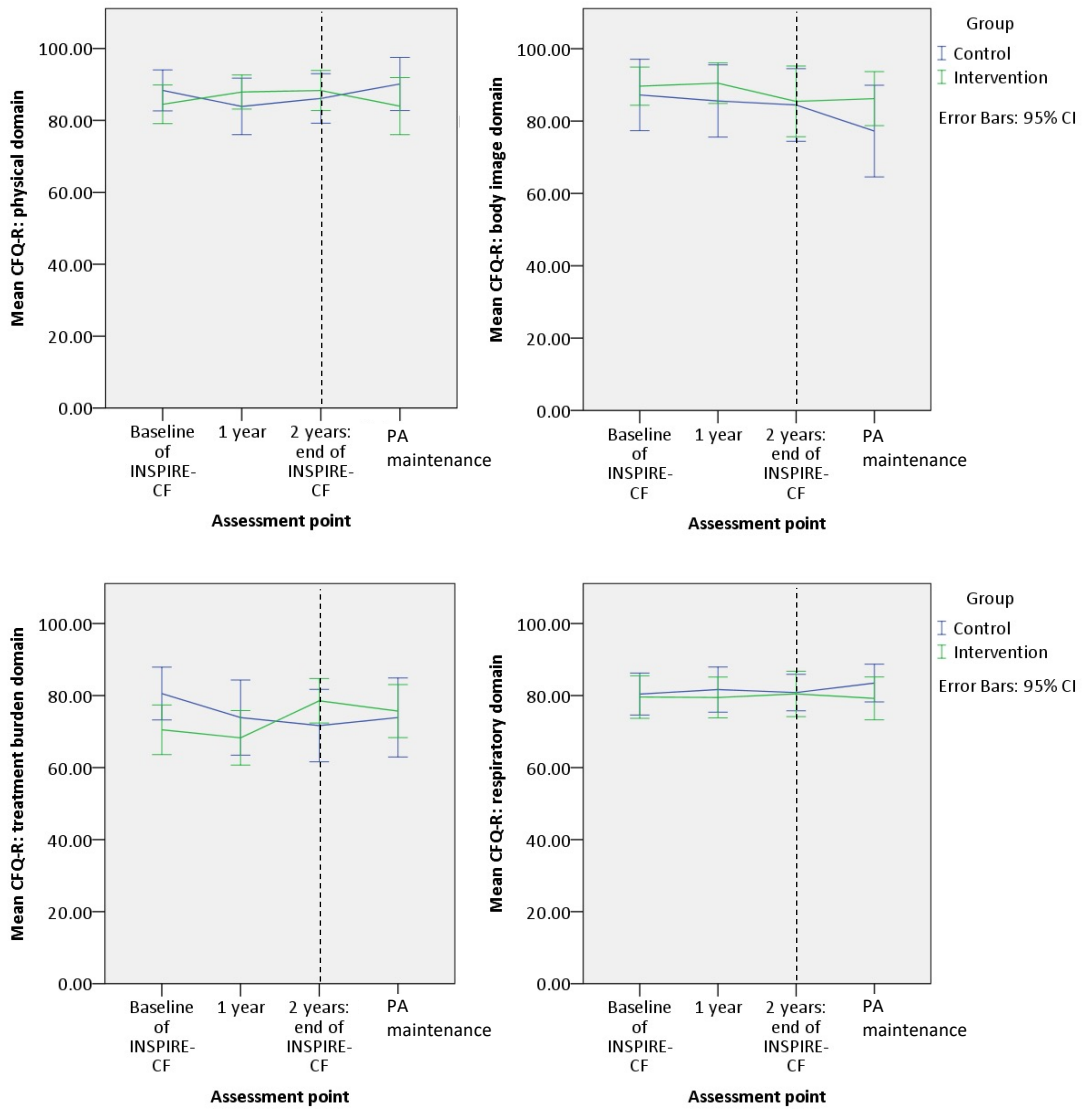 Mean CFQ-R: physical domain
100.00
80.00
60.00
40.00
20.00
0.00
Baseline
of
INSPIRE-
CF
1 year
2 years:
end of
INSPIRE-
CF
PA
maintenance
Assessment point
Mean CFQ-R: body image domain
100.00
80.00
60.00
40.00
20.00
0.00
Baseline
of
INSPIRE-
CF
1 year
2 years:
end of
INSPIRE-
CF
PA
maintenance
Assessment point
Group
Control
Intervention
Error Bars: 95% CI
Mean CFQ-R: treatment burden domain
100.00
80.00
60.00
40.00
20.00
0.00
Baseline
of
INSPIRE-
CF
1 year
2 years:
end of
INSPIRE-
CF
PA
maintenance
Assessment point
Mean CFQ-R: respiratory domain
100.00
80.00
60.00
40.00
20.00
0.00
Baseline
of
INSPIRE-
CF
1 year
2 years:
end of
INSPIRE-
CF
PA
maintenance
Assessment point
Group
Control
Intervention
Error Bars: 95% CI